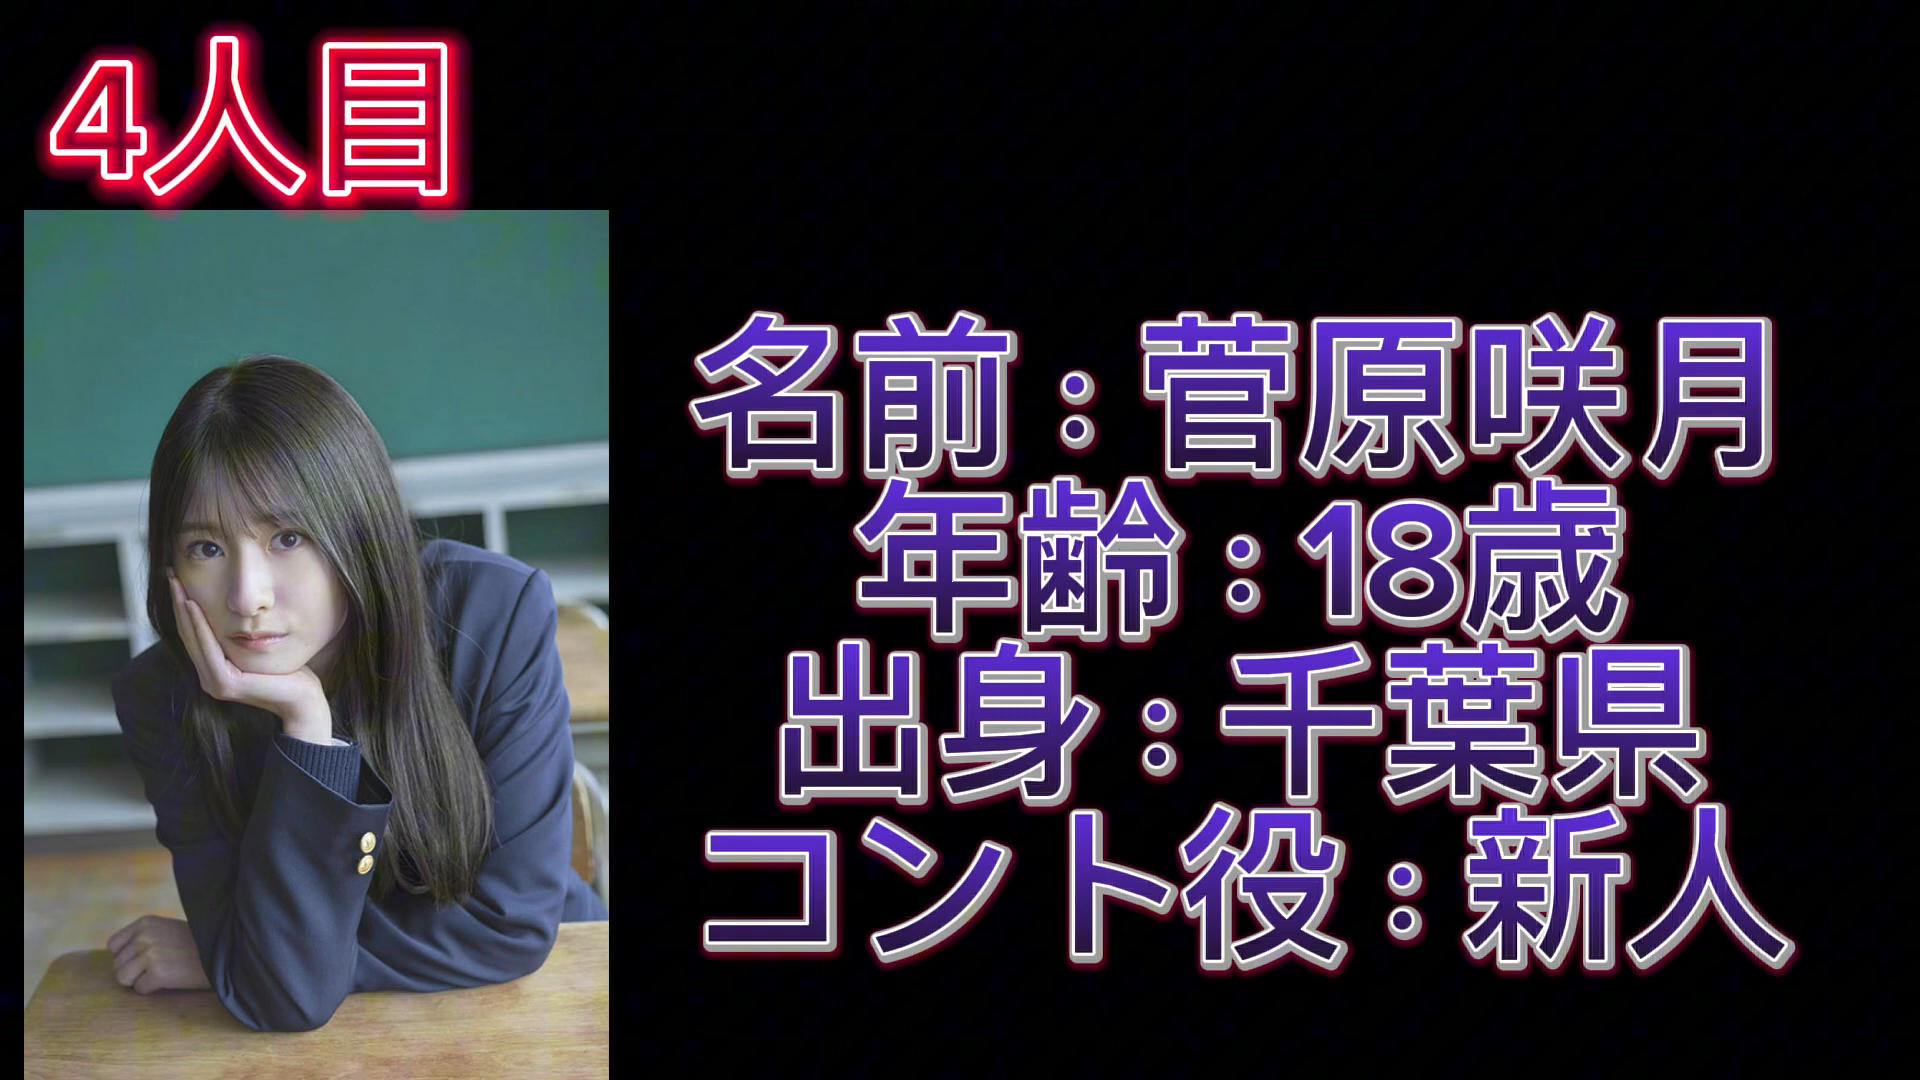 4人目
名前：菅原咲月
年齢：18歳
出身：千葉県
コント役：新人